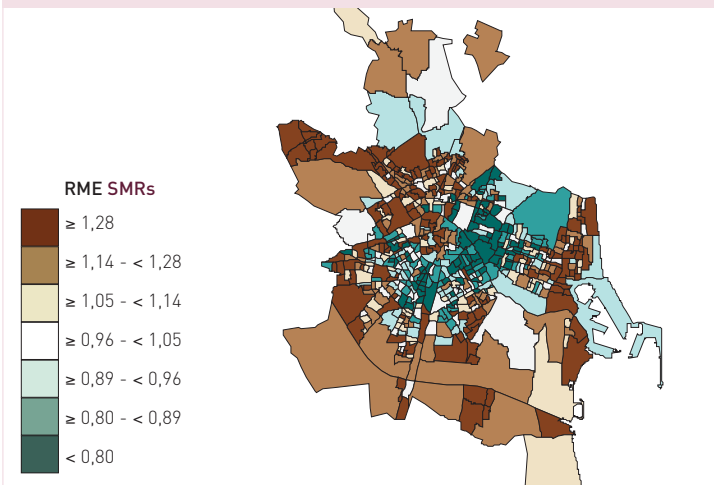 RME SMRs
≥ 1,28
≥ 1,14 - < 1,28
≥ 1,05 - < 1,14
≥ 0,96 - < 1,05
≥ 0,89 - < 0,96
≥ 0,80 - < 0,89
< 0,80